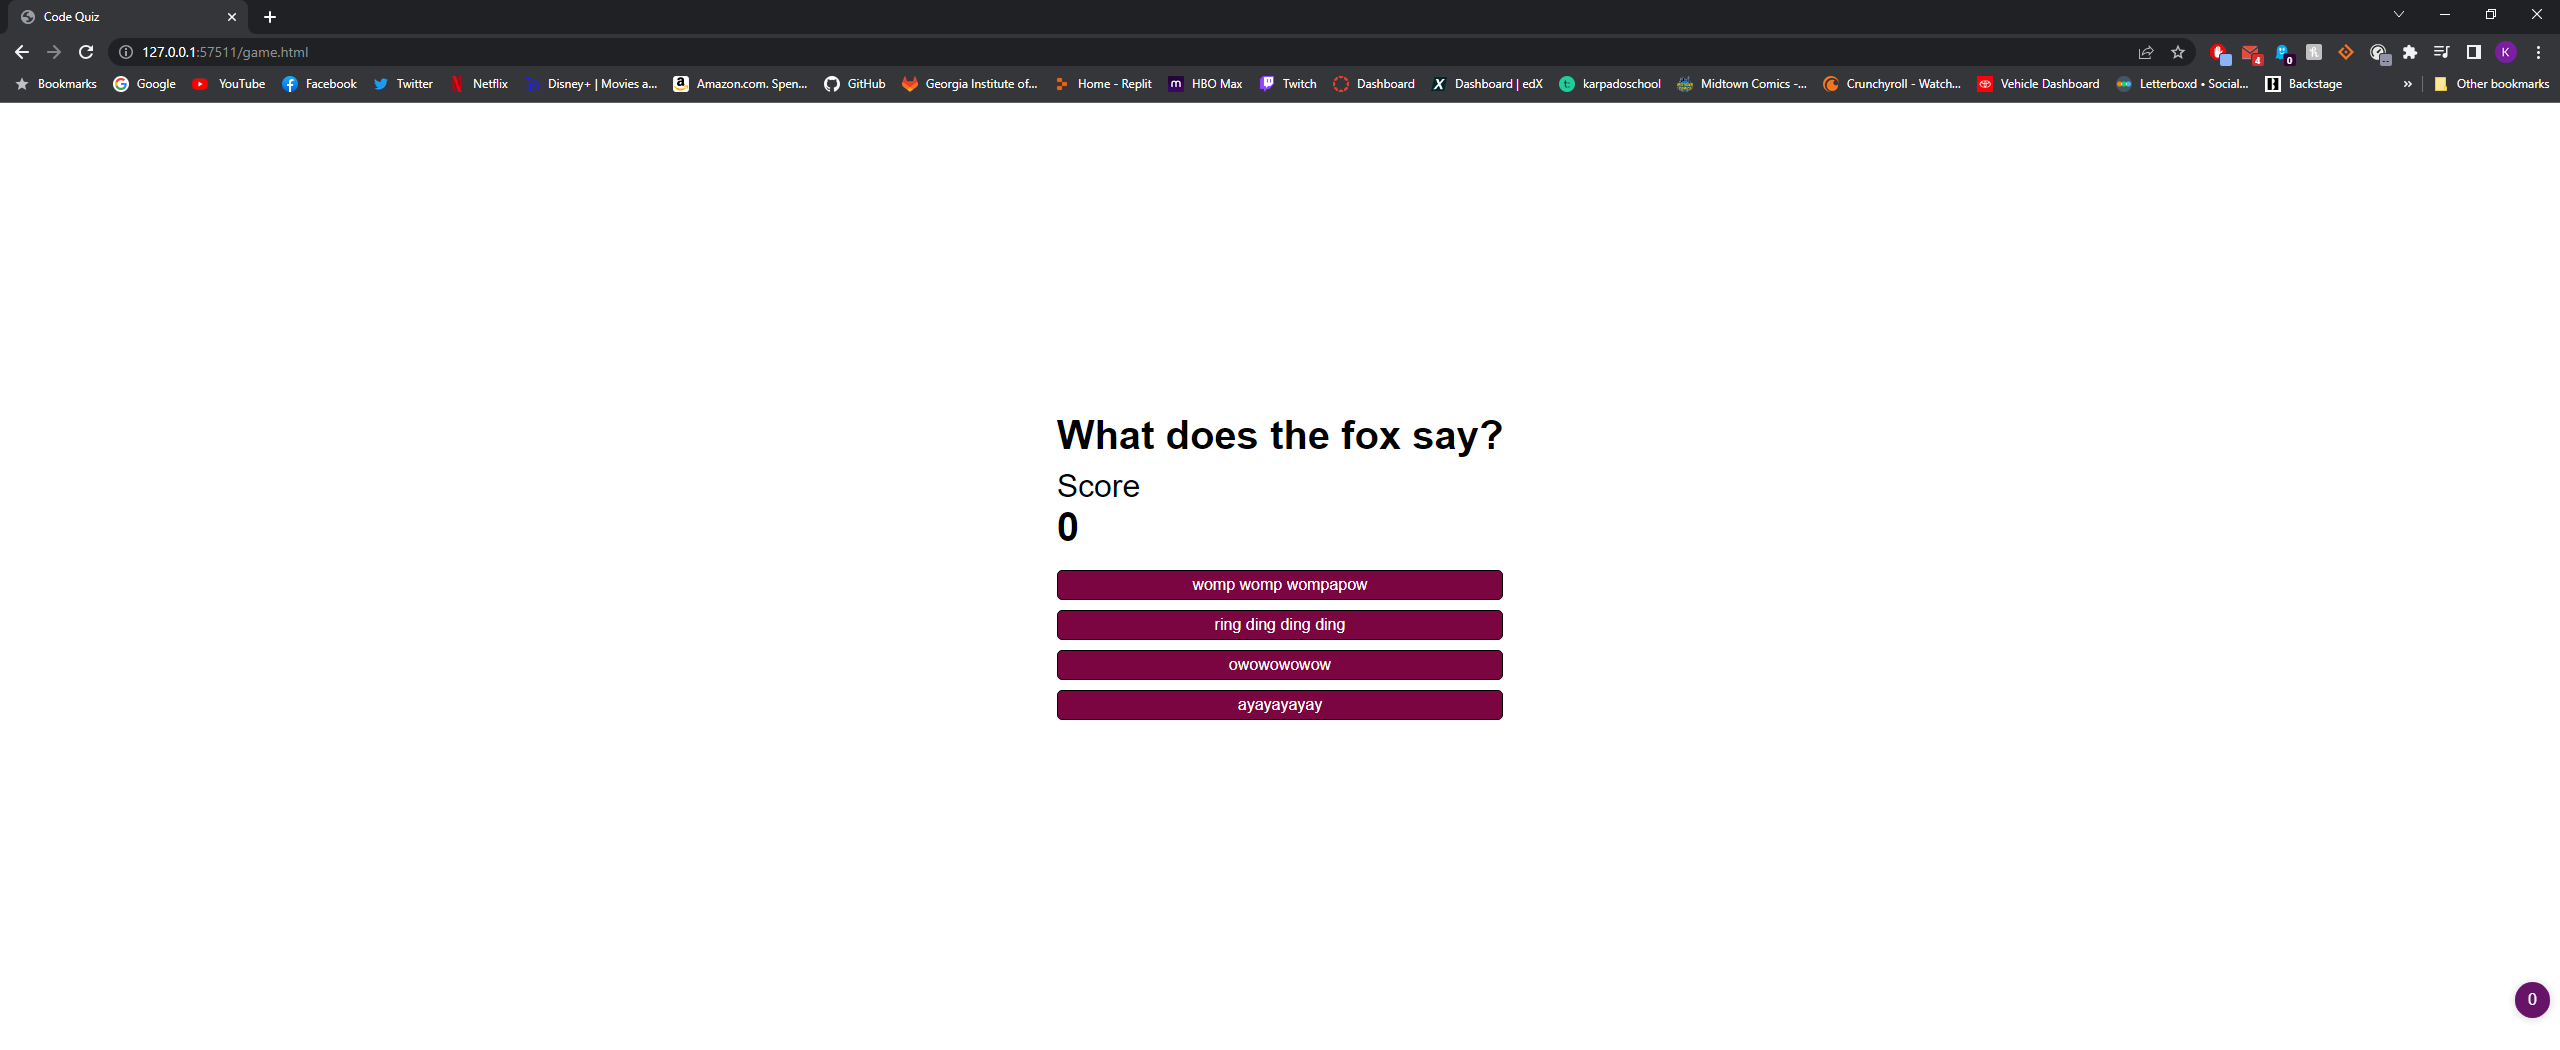 Code Quiz
127.0.0.1:57511/game.html
4
0
K
Bookmarks Google YouTube Facebook Twitter Netflix Disney+ | Movies a... Amazon.com. Spen... GitHub Georgia Institute of... Home - Replit HBO Max Twitch Dashboard Dashboard | edX karpadoschool Midtown Comics -... Crunchyroll - Watch... Vehicle Dashboard Letterboxd • Social... Backstage » Other bookmarks
What does the fox say?
Score
0
womp womp wompapow
ring ding ding ding
owowowowow
ayayayayay
0